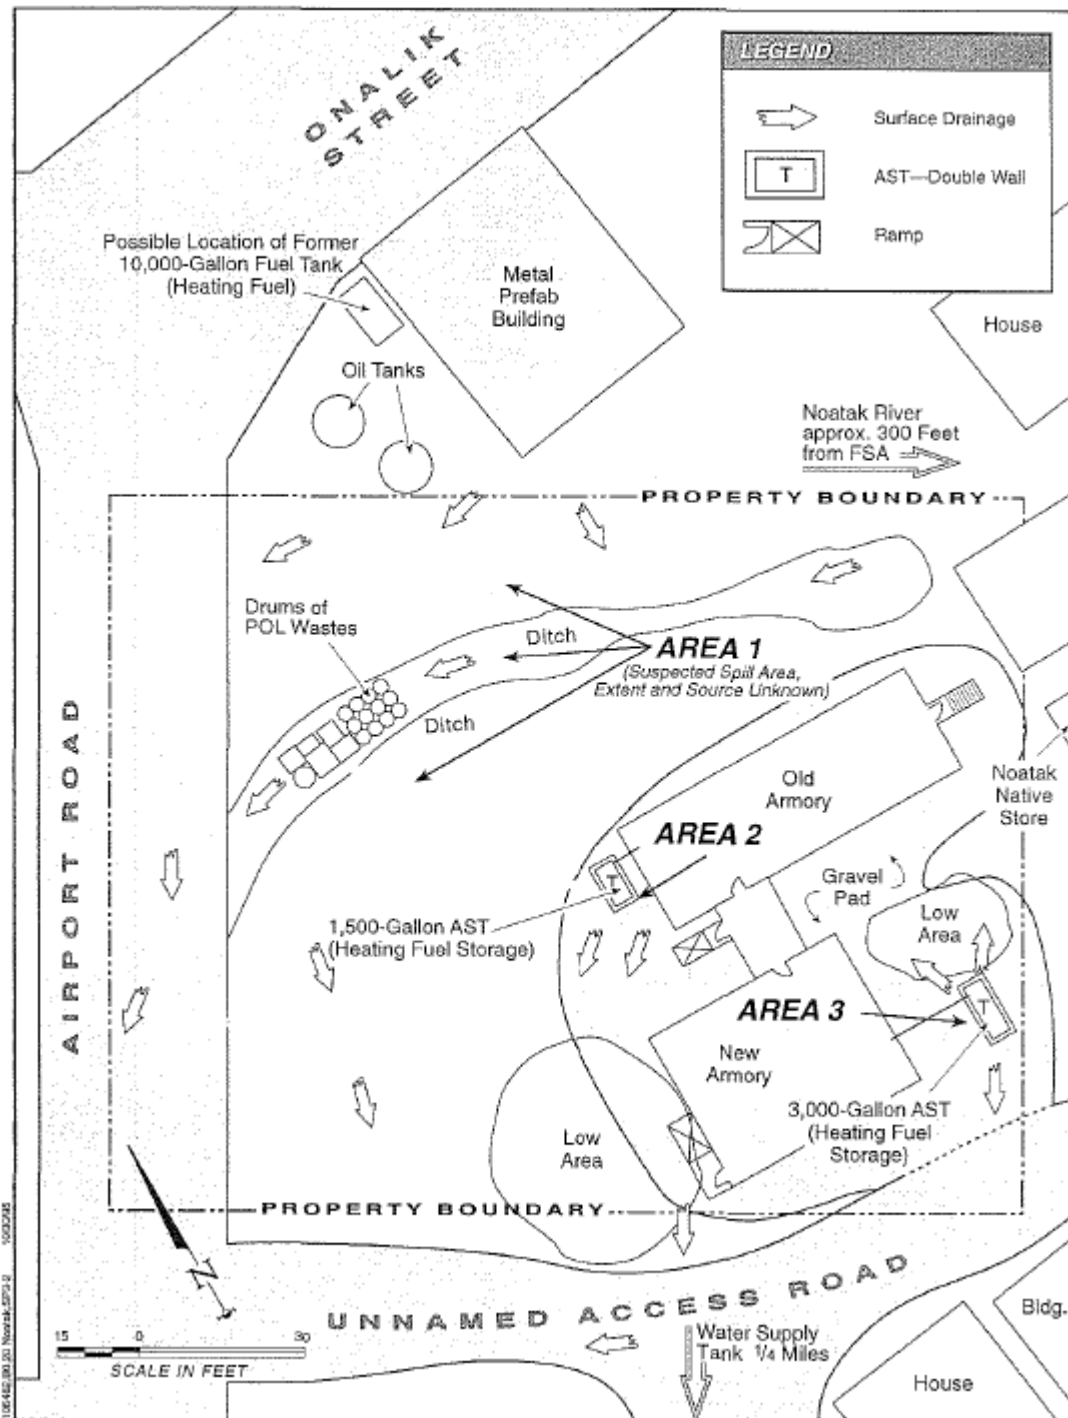 ONALIK
STREET
LEGEND
Surface Drainage
T
AST—Double Wall
Ramp
Possible Location of Former
10,000-Gallon Fuel Tank
(Heating Fuel)
Metal
Prefab
Building
House
Oil Tanks
Noatak River
approx. 300 Feet
from FSA
PROPERTY BOUNDARY
Drums of
POL Wastes
Ditch
AREA 1
(Suspected Spill Area,
Extent and Source Unknown)
Ditch
AIRPORT ROAD
Old
Armory
Noatak
Native
Store
AREA 2
T
Gravel
Pad
1,500-Gallon AST
(Heating Fuel Storage)
Low
Area
AREA 3
T
New
Armory
3,000-Gallon AST
(Heating Fuel
Storage)
Low
Area
PROPERTY BOUNDARY
N
UNNAMED ACCESS ROAD
Bldg.
15 0 30
SCALE IN FEET
Water Supply
Tank 1/4 Miles
House